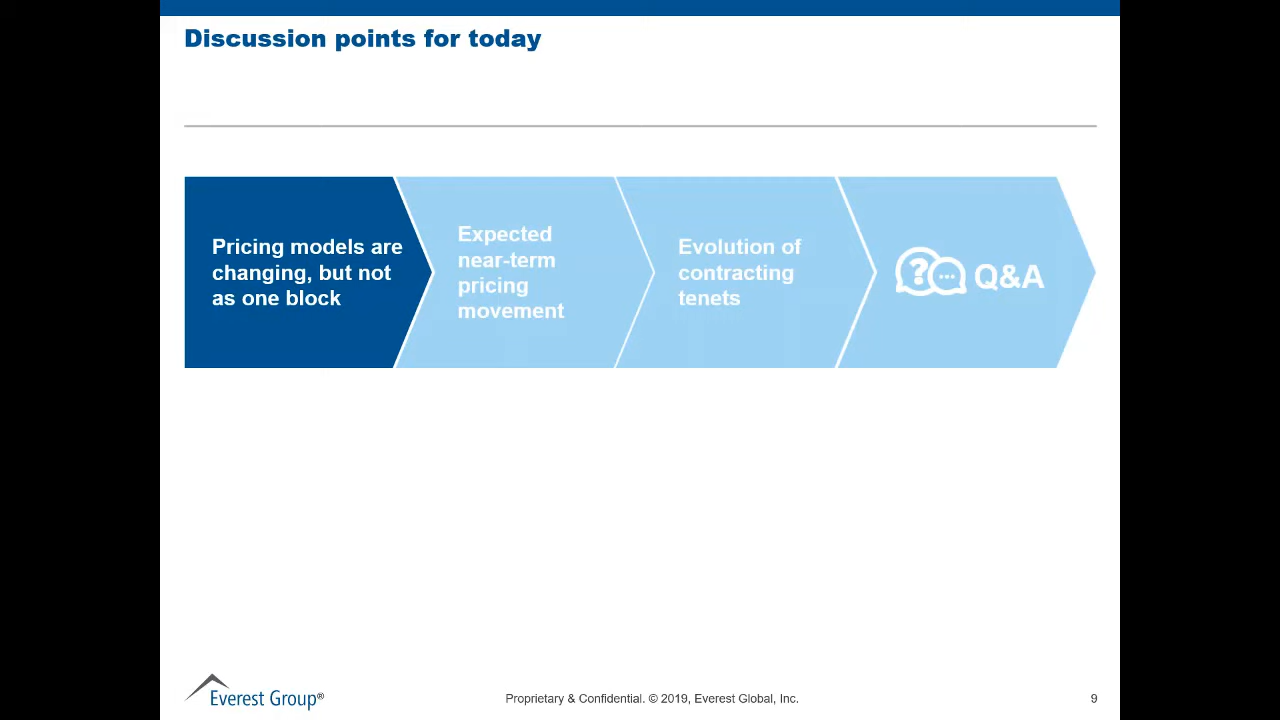 Discussion points for today
Pricing models are
changing, but not
as one block
Expected
near-term
pricing
movement
Evolution of
contracting
tenets
? ... Q&A
Everest Group®
Proprietary & Confidential. © 2019, Everest Global, Inc.
9